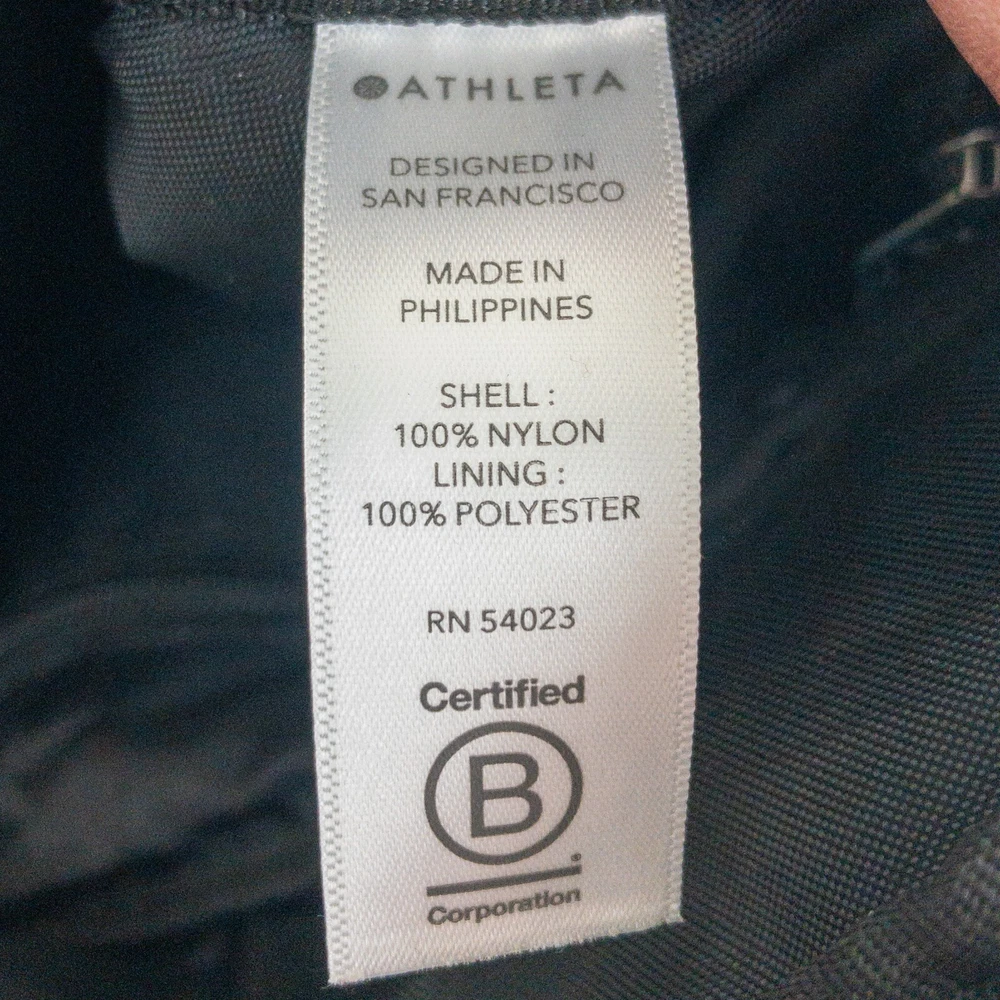 ATHLETA
DESIGNED IN
SAN FRANCISCO
MADE IN
PHILIPPINES
SHELL :
100% NYLON
LINING :
100% POLYESTER
RN 54023
Certified
B
®
Corporation